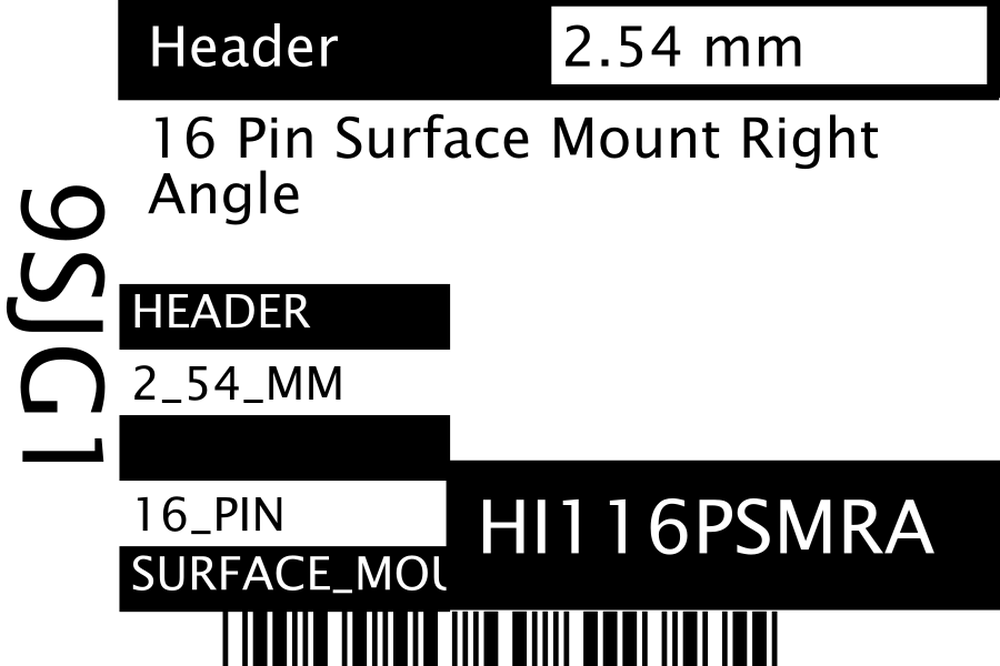 Header
2.54 mm
16 Pin Surface Mount Right
Angle
9SJG1
HEADER
2_54_MM
16_PIN
SURFACE_MOU
HI116PSMRA